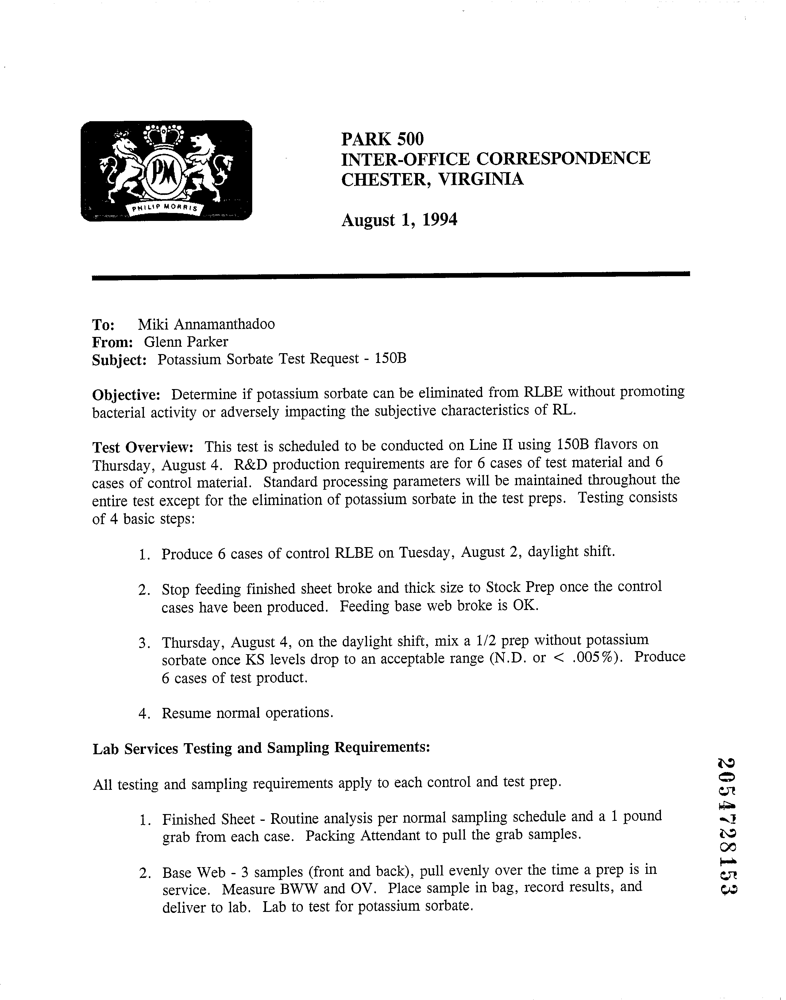 PM
PHILIP MORRIS
PARK 500
INTER-OFFICE CORRESPONDENCE
CHESTER, VIRGINIA
August 1, 1994
To: Miki Annamanthadoo
From: Glenn Parker
Subject: Potassium Sorbate Test Request - 150B
Objective: Determine if potassium sorbate can be eliminated from RLBE without promoting
bacterial activity or adversely impacting the subjective characteristics of RL.
Test Overview: This test is scheduled to be conducted on Line II using 150B flavors on
Thursday, August 4. R&D production requirements are for 6 cases of test material and 6
cases of control material. Standard processing parameters will be maintained throughout the
entire test except for the elimination of potassium sorbate in the test preps. Testing consists
of 4 basic steps:
1. Produce 6 cases of control RLBE on Tuesday, August 2, daylight shift.
2. Stop feeding finished sheet broke and thick size to Stock Prep once the control
cases have been produced. Feeding base web broke is OK.
3. Thursday, August 4, on the daylight shift, mix a 1/2 prep without potassium
sorbate once KS levels drop to an acceptable range (N.D. or < .005%). Produce
6 cases of test product.
4. Resume normal operations.
Lab Services Testing and Sampling Requirements:
All testing and sampling requirements apply to each control and test prep.
1. Finished Sheet - Routine analysis per normal sampling schedule and a 1 pound
grab from each case. Packing Attendant to pull the grab samples.
2. Base Web - 3 samples (front and back), pull evenly over the time a prep is in
service. Measure BWW and OV. Place sample in bag, record results, and
deliver to lab. Lab to test for potassium sorbate.
2054728153